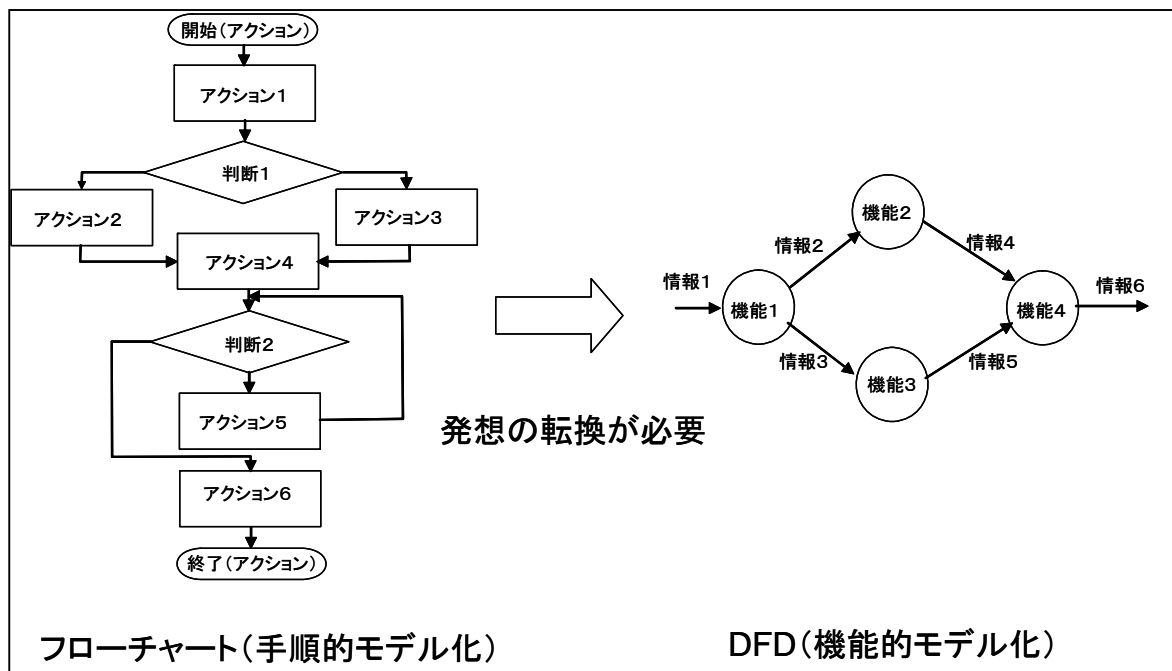 開始(アクション)
アクション1
判断1
アクション2
アクション3
アクション4
判断2
アクション5
アクション6
終了(アクション)
フローチャート(手順的モデル化)
発想の転換が必要
情報1
機能1
情報2
機能2
情報3
機能3
情報4
情報5
機能4
情報6
DFD(機能的モデル化)